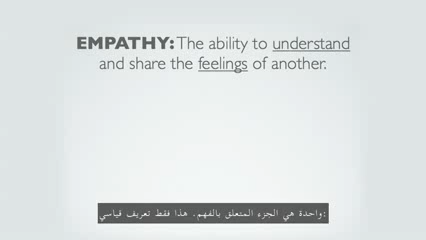 EMPATHY: The ability to understand
and share the feelings of another.
واحدة هي الجزء المتعلق بالفهم. هذا فقط تعريف قياسي: